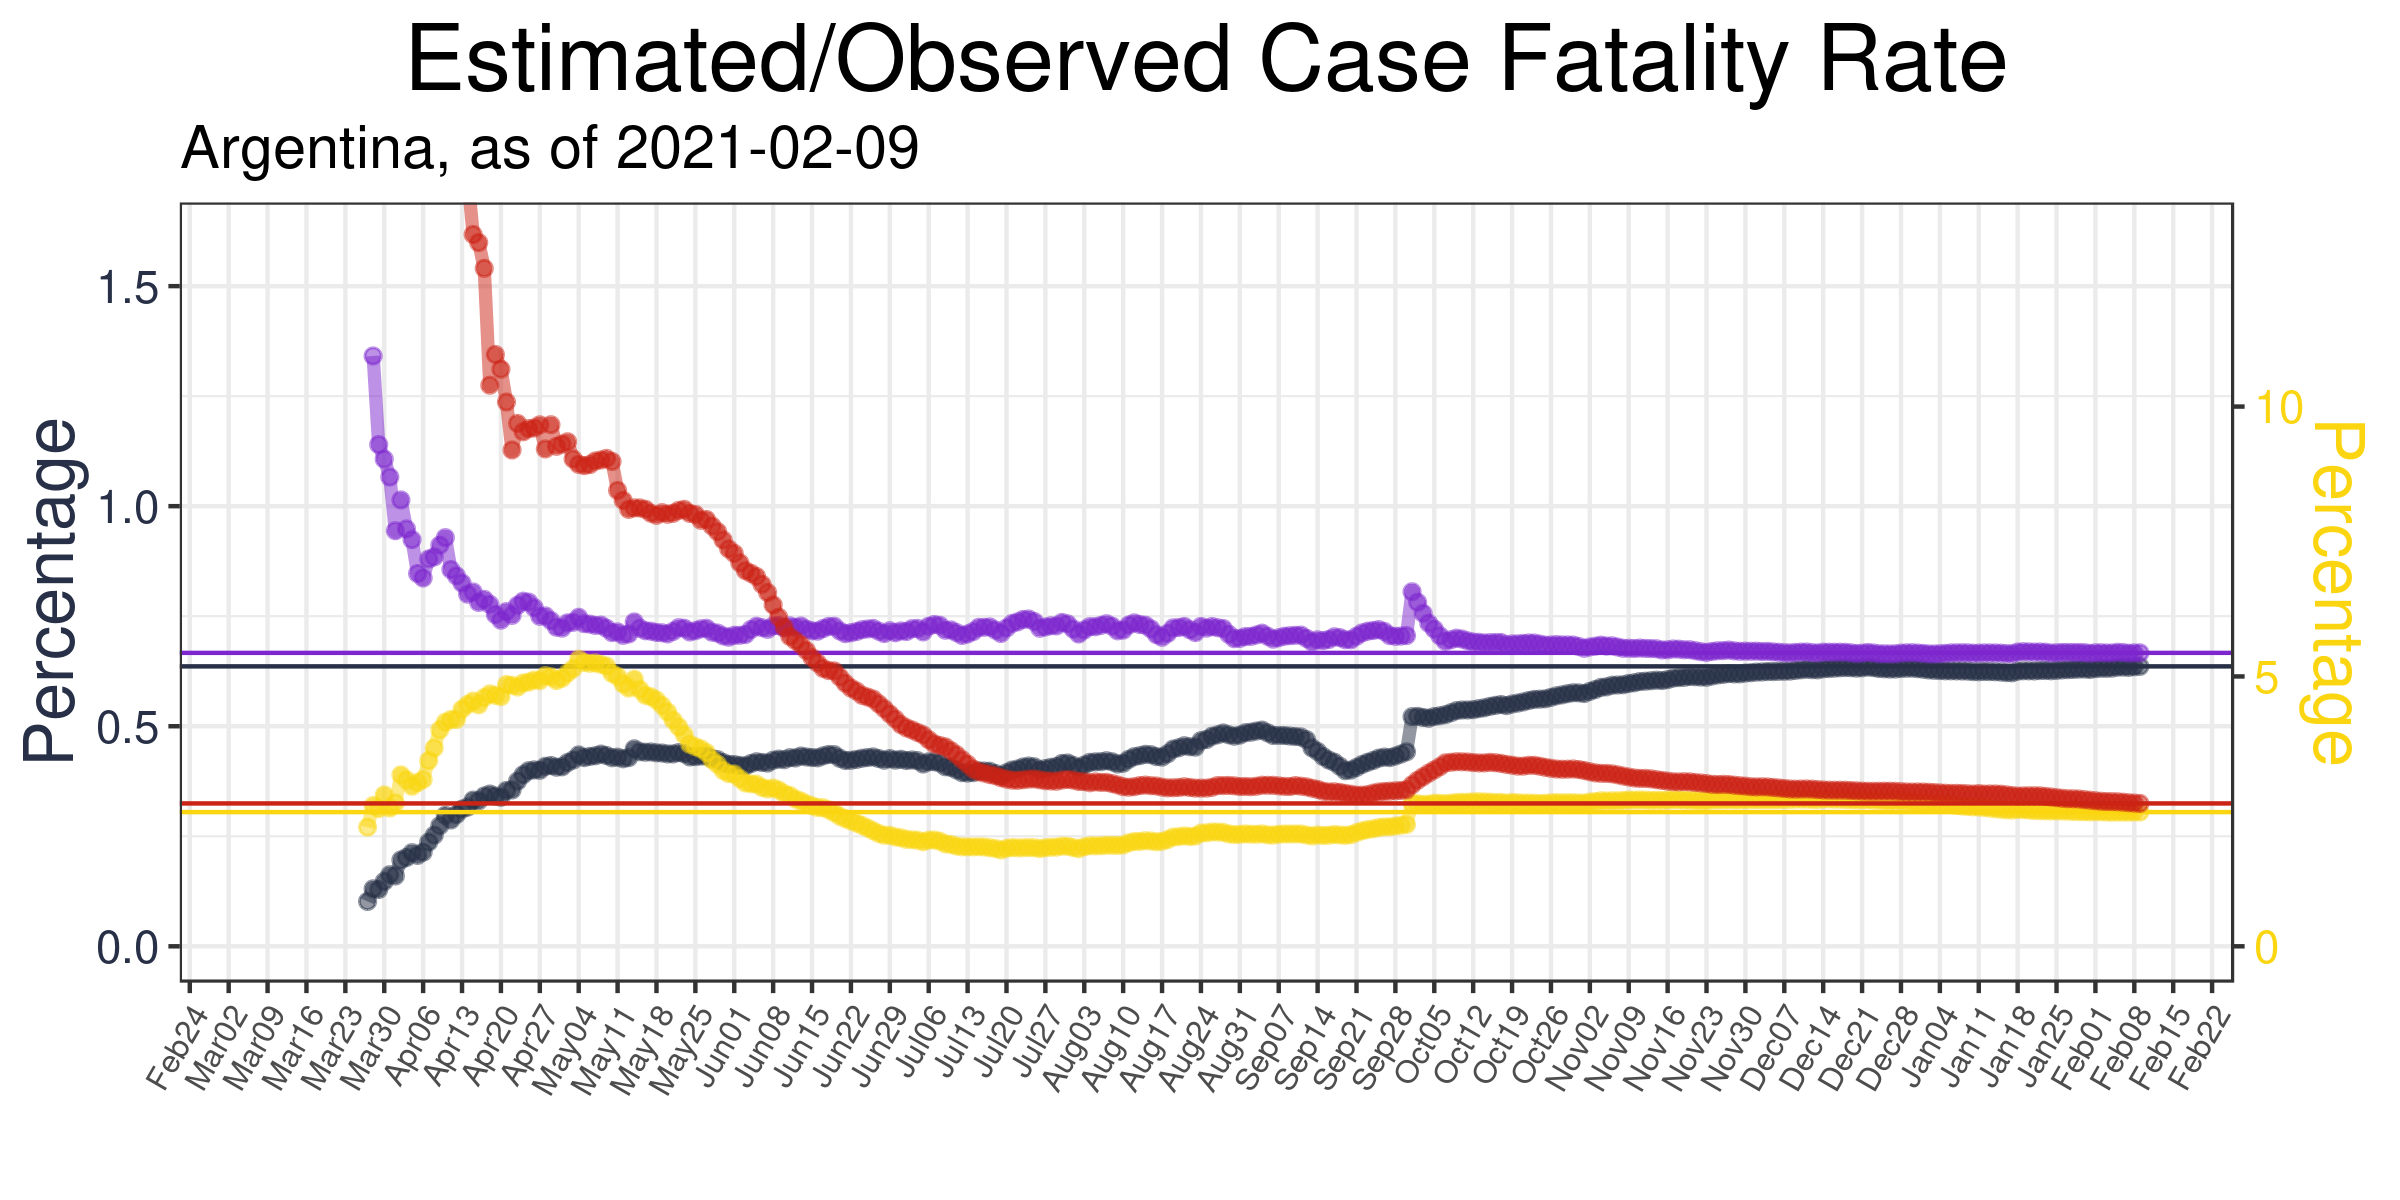 Estimated/Observed Case Fatality Rate
Argentina, as of 2021-02-09
Percentage
1.5
1.0
0.5
0.0
10
5
0
Percentage
Feb24
Mar02
Mar09
Mar16
Mar23
Mar30
Apr06
Apr13
Apr20
Apr27
May04
May11
May18
May25
Jun01
Jun08
Jun15
Jun22
Jun29
Jul06
Jul13
Jul20
Jul27
Aug03
Aug10
Aug17
Aug24
Aug31
Sep07
Sep14
Sep21
Sep28
Oct05
Oct12
Oct19
Oct26
Nov02
Nov09
Nov16
Nov23
Nov30
Dec07
Dec14
Dec21
Dec28
Jan04
Jan11
Jan18
Jan25
Feb01
Feb08
Feb15
Feb22